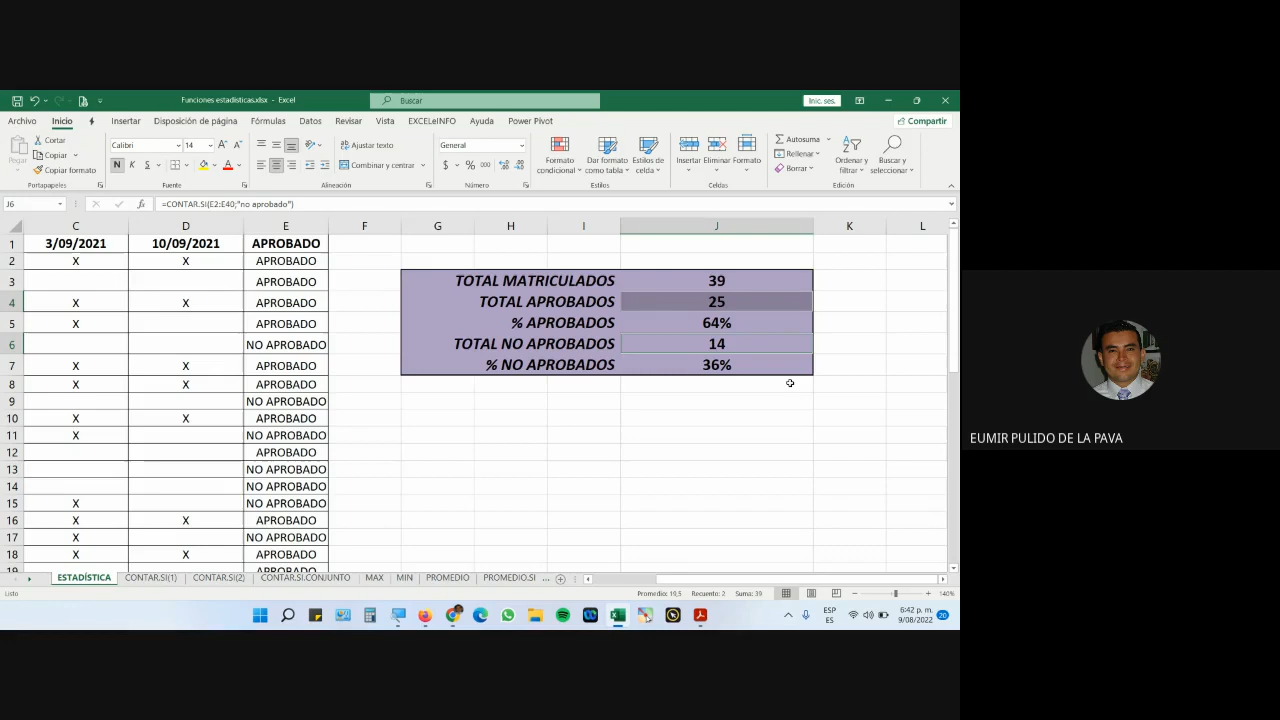 Funciones estadísticas.xlsx - Excel
Buscar
Inic. ses.
Archivo Inicio Insertar Disposición de página Fórmulas Datos Revisar Vista EXCELeINFO Ayuda Power Pivot Compartir
Pegar
Cortar
Copiar
Copiar formato
Portapapeles
Calibri 14
N K S
Fuente
Ajustar texto
Combinar y centrar
Alineación
General
$ % 000
Número
Formato condicional
Dar formato como tabla
Estilos de celda
Estilos
Insertar Eliminar Formato
Celdas
Autosuma
Rellenar
Borrar
Ordenar y filtrar
Buscar y seleccionar
Edición
J6 fx =CONTAR.SI(E2:E40;"no aprobado")
C D E F G H I J K L
1 3/09/2021 10/09/2021 APROBADO
2 X X APROBADO
3 APROBADO TOTAL MATRICULADOS 39
4 X X APROBADO TOTAL APROBADOS 25
5 X APROBADO % APROBADOS 64%
6 NO APROBADO TOTAL NO APROBADOS 14
7 X X APROBADO % NO APROBADOS 36%
8 X X APROBADO
9 NO APROBADO
10 X X APROBADO
11 X NO APROBADO
12 APROBADO
13 NO APROBADO
14 NO APROBADO
15 X NO APROBADO
16 X X APROBADO
17 X NO APROBADO
18 X X APROBADO
19 APROBADO
ESTADÍSTICA CONTAR.SI(1) CONTAR.SI(2) CONTAR.SI.CONJUNTO MAX MIN PROMEDIO PROMEDIO.SI ...
Listo Promedio: 19,5 Recuento: 2 Suma: 39 140%
ESP
ES
6:42 p. m.
9/08/2022
20
EUMIR PULIDO DE LA PAVA